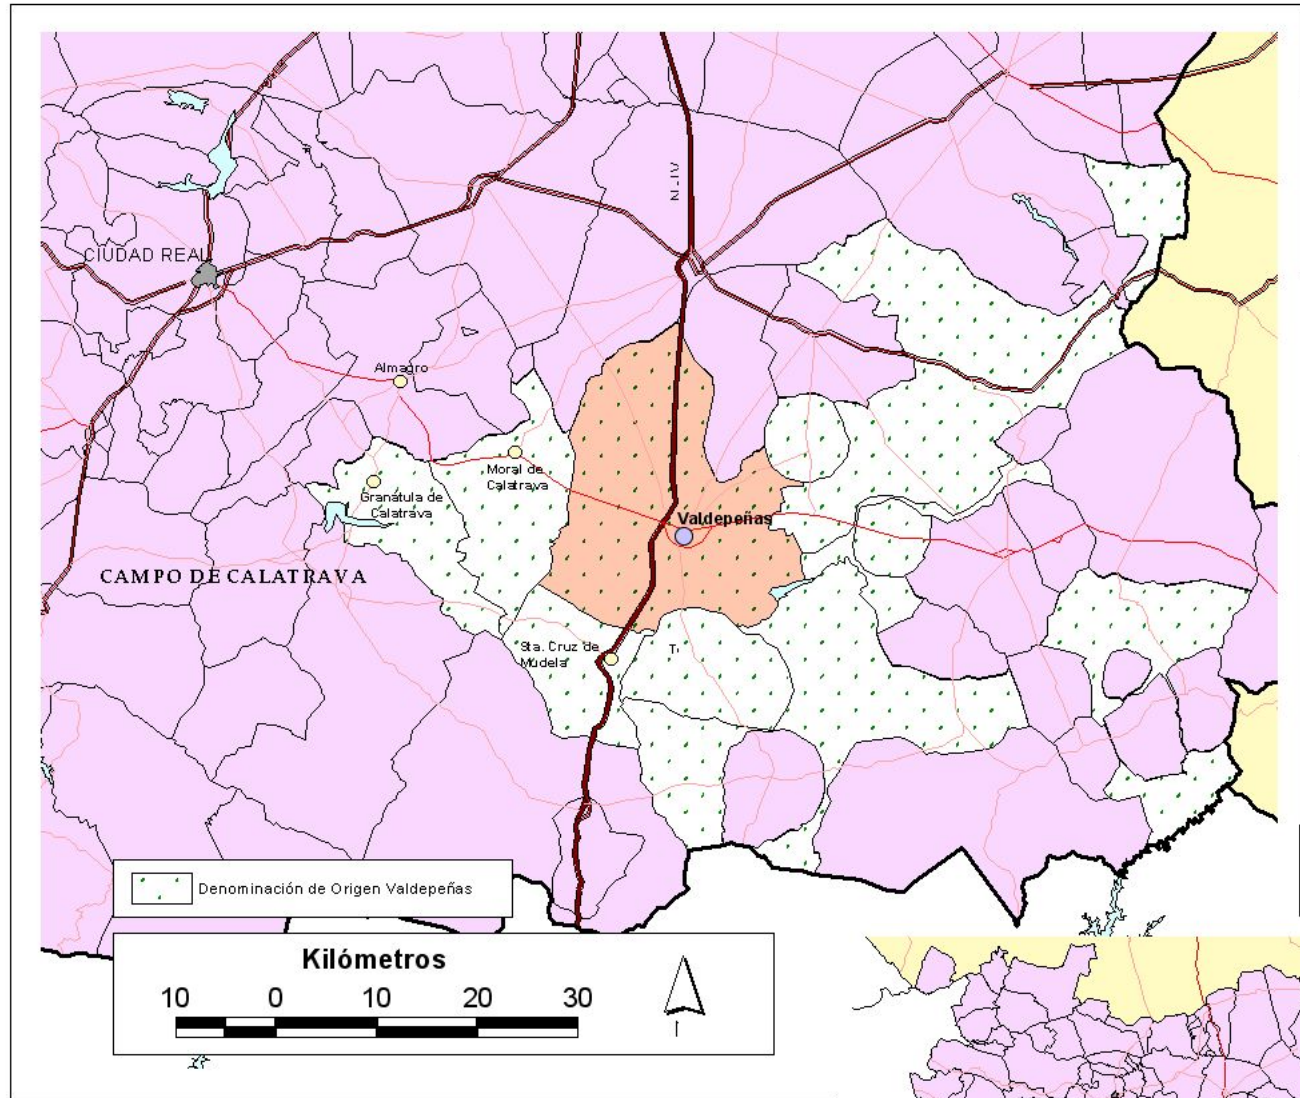 N-IV
CIUDAD REAL
Almagro
Moral de
Calatrava
Granátula de
Calatrava
Valdepeñas
CAMPO DE CALATRAVA
Sta. Cruz de
Mudela
Denominación de Origen Valdepeñas
Kilómetros
10 0 10 20 30